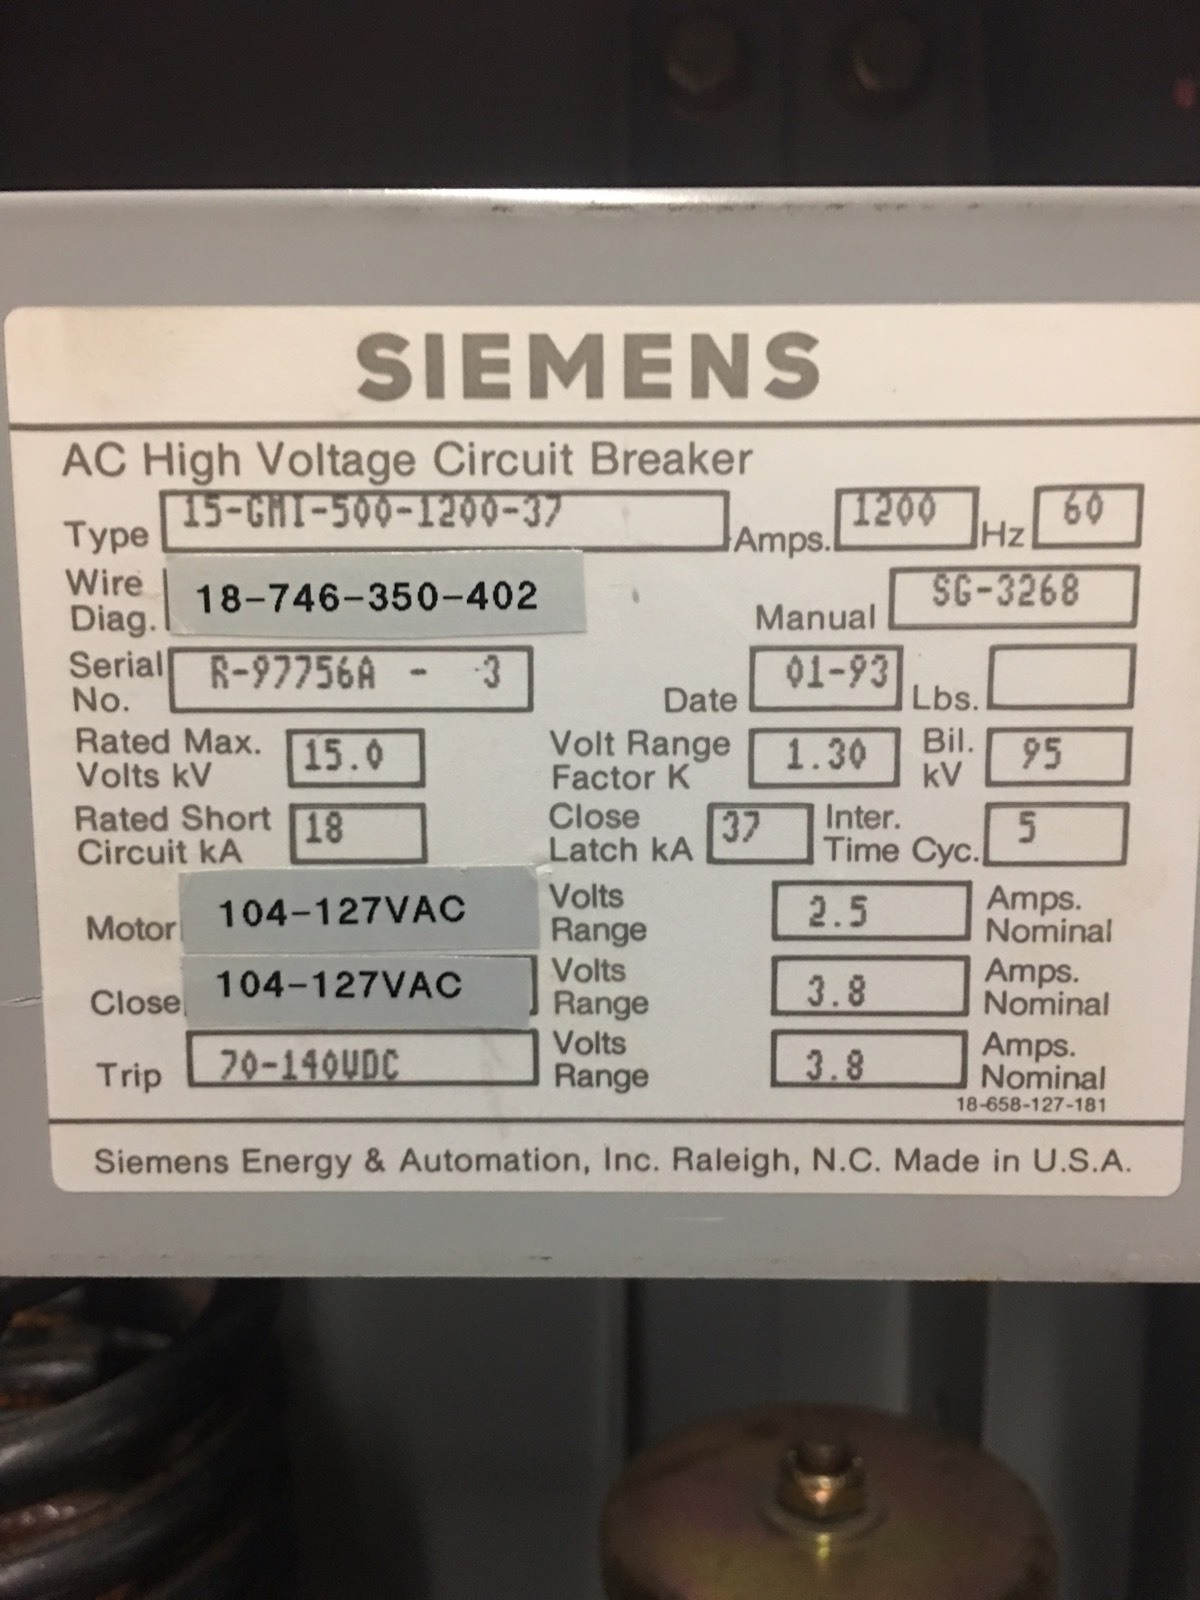 SIEMENS
AC High Voltage Circuit Breaker
Type 15-GMI-500-1200-37 Amps. 1200 Hz 60
Wire Diag. 18-746-350-402 Manual SG-3268
Serial No. R-97756A - 3 Date 01-93 Lbs.
Rated Max. Volts kV 15.0 Volt Range Factor K 1.30 Bil. kV 95
Rated Short Circuit kA 18 Close Latch kA 37 Inter. Time Cyc. 5
Motor 104-127VAC Volts Range 2.5 Amps. Nominal
Close 104-127VAC Volts Range 3.8 Amps. Nominal
Trip 70-140VDC Volts Range 3.8 Amps. Nominal
18-658-127-181
Siemens Energy & Automation, Inc. Raleigh, N.C. Made in U.S.A.